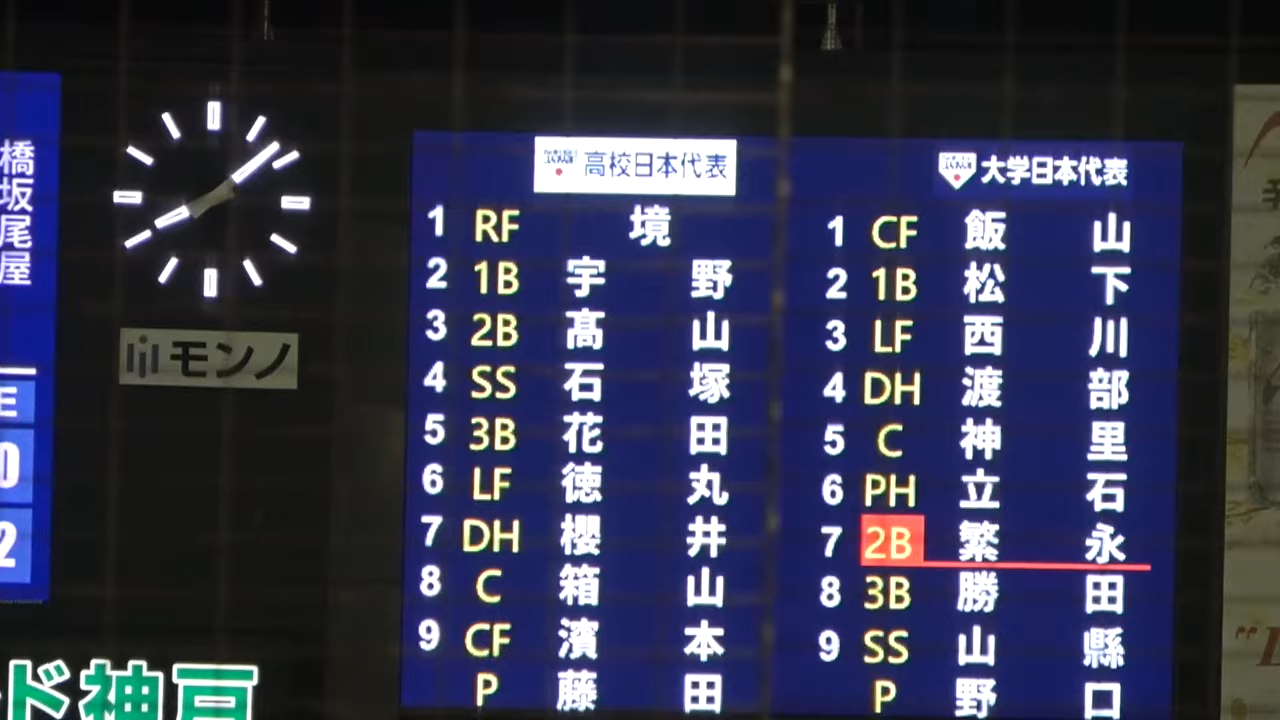 橋
坂
尾
屋
E
0
2
モンノ
ド神戸
高校日本代表
1 RF 境
2 1B 宇野
3 2B 髙山
4 SS 石塚
5 3B 花田
6 LF 徳丸
7 DH 櫻井
8 C 箱山
9 CF 濱本
P 藤田
大学日本代表
1 CF 飯山
2 1B 松下
3 LF 西川
4 DH 渡部
5 C 神里
6 PH 立石
7 2B 繁永
8 3B 勝田
9 SS 山縣
P 野口